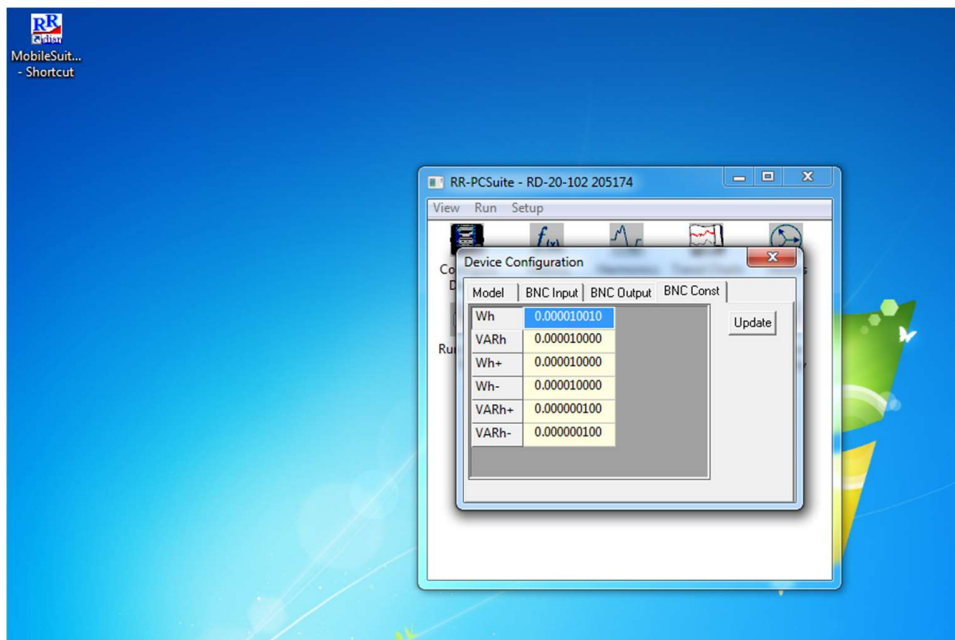 RR
MobileSuit...
- Shortcut
RR-PCSuite - RD-20-102 205174
View Run Setup
Device Configuration
Model BNC Input BNC Output BNC Const
Wh 0.000010010
Update
VARh 0.000010000
Wh+ 0.000010000
Wh- 0.000010000
VARh+ 0.000000100
VARh- 0.000000100